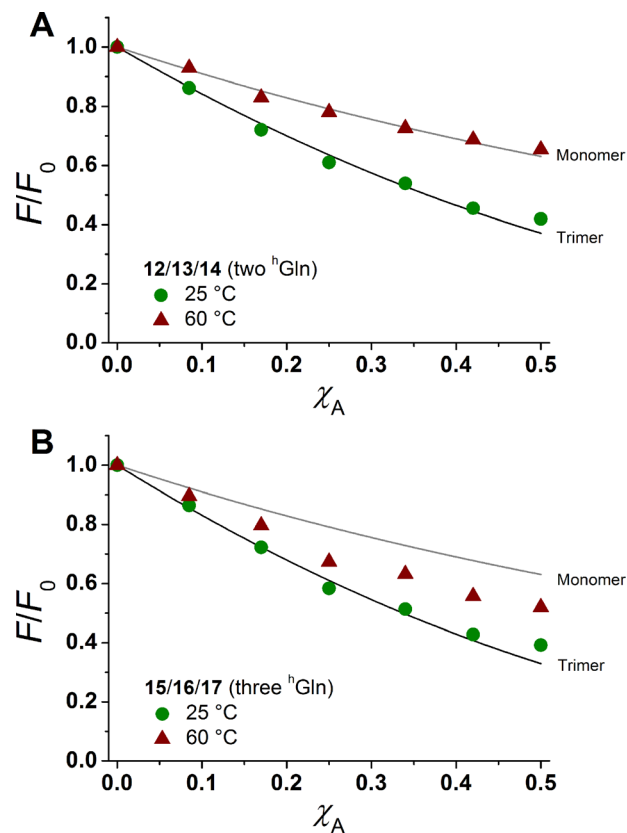 A
F/F₀
1.0
0.8
0.6
0.4
0.2
0.0
Monomer
Trimer
12/13/14 (two ʰGln)
25 °C
60 °C
0.0 0.1 0.2 0.3 0.4 0.5
χA
B
F/F₀
1.0
0.8
0.6
0.4
0.2
0.0
Monomer
Trimer
15/16/17 (three ʰGln)
25 °C
60 °C
0.0 0.1 0.2 0.3 0.4 0.5
χA